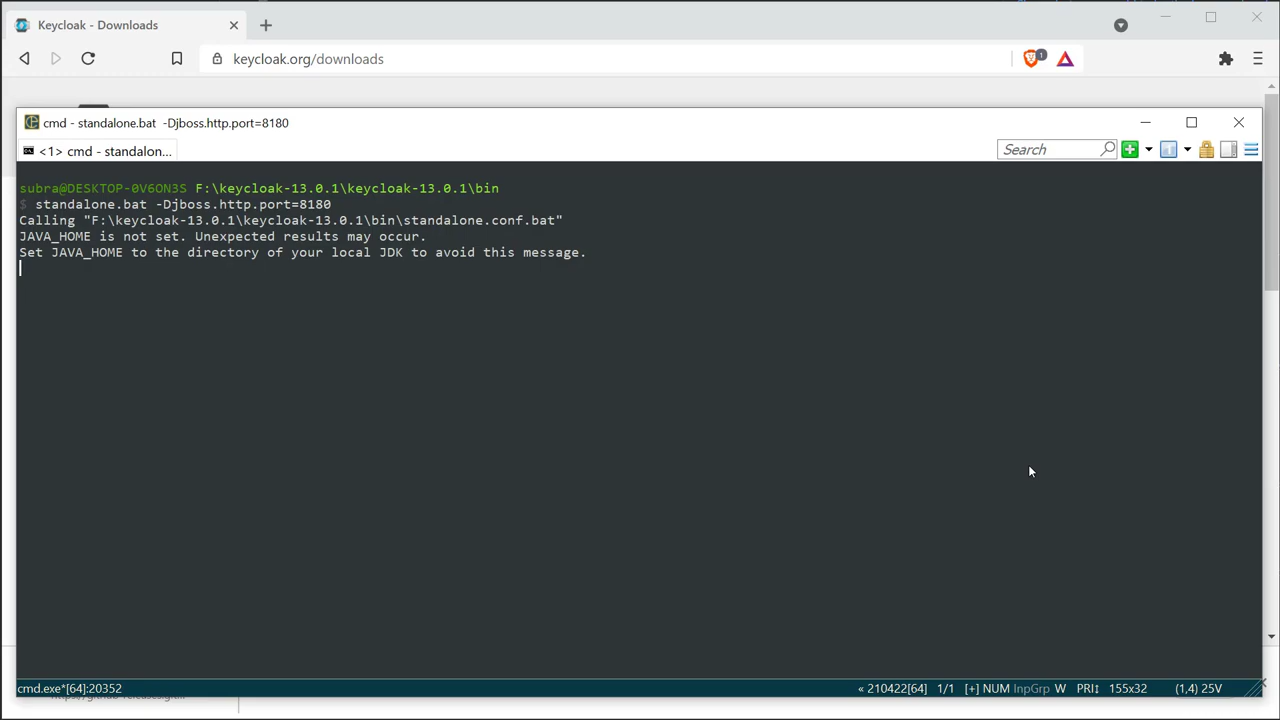 Keycloak - Downloads
keycloak.org/downloads
1
cmd - standalone.bat -Djboss.http.port=8180
<1> cmd - standalon...
Search
subra@DESKTOP-0V6ON3S F:\keycloak-13.0.1\keycloak-13.0.1\bin
$ standalone.bat -Djboss.http.port=8180
Calling "F:\keycloak-13.0.1\keycloak-13.0.1\bin\standalone.conf.bat"
JAVA_HOME is not set. Unexpected results may occur.
Set JAVA_HOME to the directory of your local JDK to avoid this message.
cmd.exe*[64]:20352
« 210422[64] 1/1 [+] NUM InpGrp W PRI↕ 155x32 (1,4) 25V